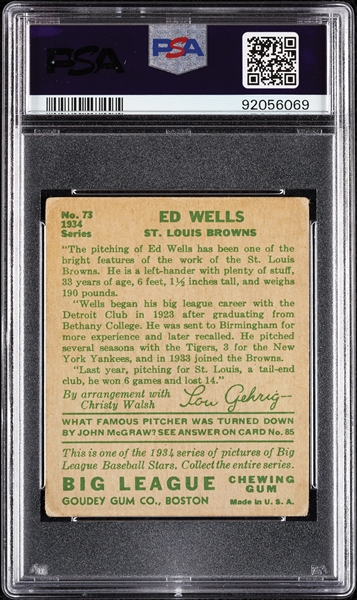 PSA
PSA
92056069
No. 73
1934
Series
ED WELLS
ST. LOUIS BROWNS
"The pitching of Ed Wells has been one of the
bright features of the work of the St. Louis
Browns. He is a left-hander with plenty of stuff,
33 years of age, 6 feet, 1½ inches tall, and weighs
190 pounds.
"Wells began his big league career with the
Detroit Club in 1923 after graduating from
Bethany College. He was sent to Birmingham for
more experience and later recalled. He pitched
several seasons with the Tigers, 3 for the New
York Yankees, and in 1933 joined the Browns.
"Last year, pitching for St. Louis, a tail-end
club, he won 6 games and lost 14."
By arrangement with
Christy Walsh
Lou Gehrig
WHAT FAMOUS PITCHER WAS TURNED DOWN
BY JOHN McGRAW? SEE ANSWER ON CARD No. 85
This is one of the 1934 series of pictures of Big
League Baseball Stars. Collect the entire series.
BIG LEAGUE CHEWING GUM
GOUDEY GUM CO., BOSTON Made in U.S.A.